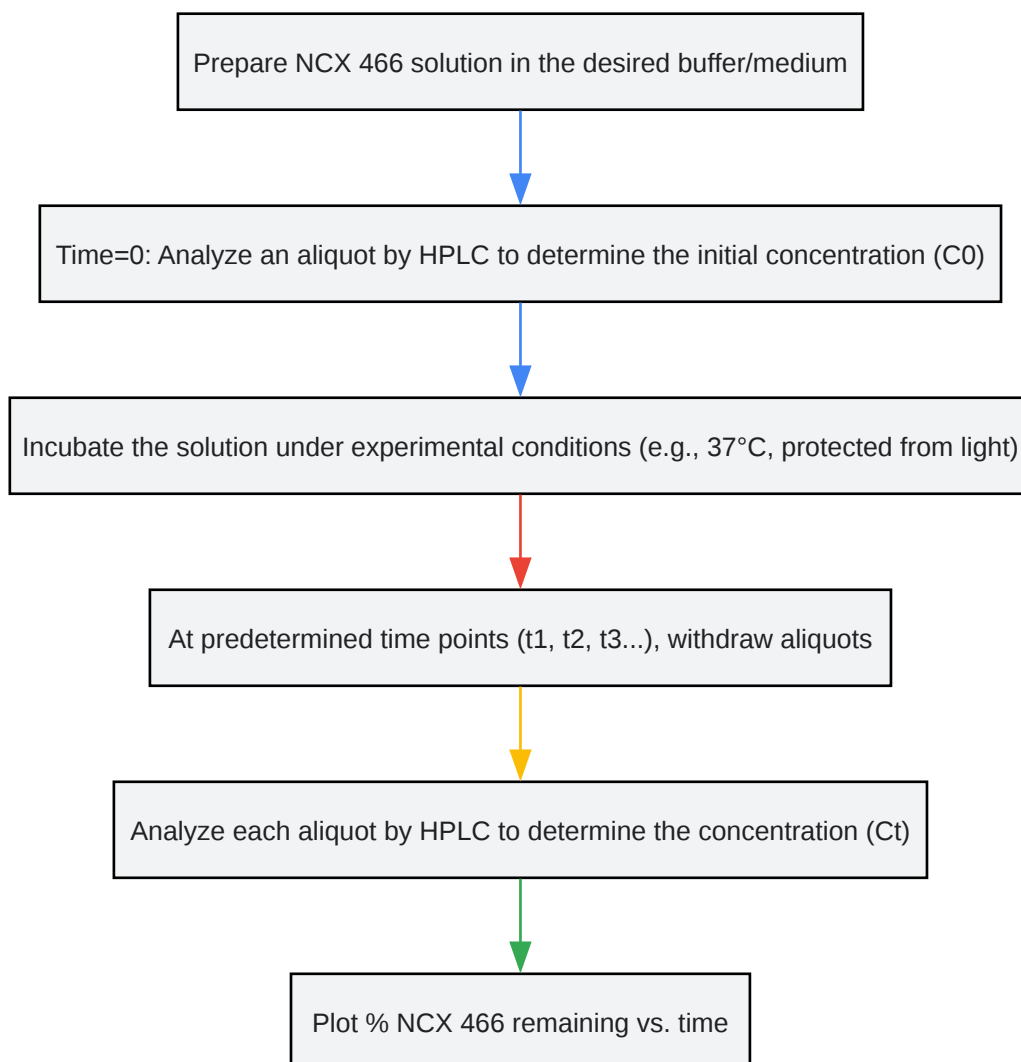 Prepare NCX 466 solution in the desired buffer/medium
Time=0: Analyze an aliquot by HPLC to determine the initial concentration (C0)
Incubate the solution under experimental conditions (e.g., 37°C, protected from light)
At predetermined time points (t1, t2, t3...), withdraw aliquots
Analyze each aliquot by HPLC to determine the concentration (Ct)
Plot % NCX 466 remaining vs. time